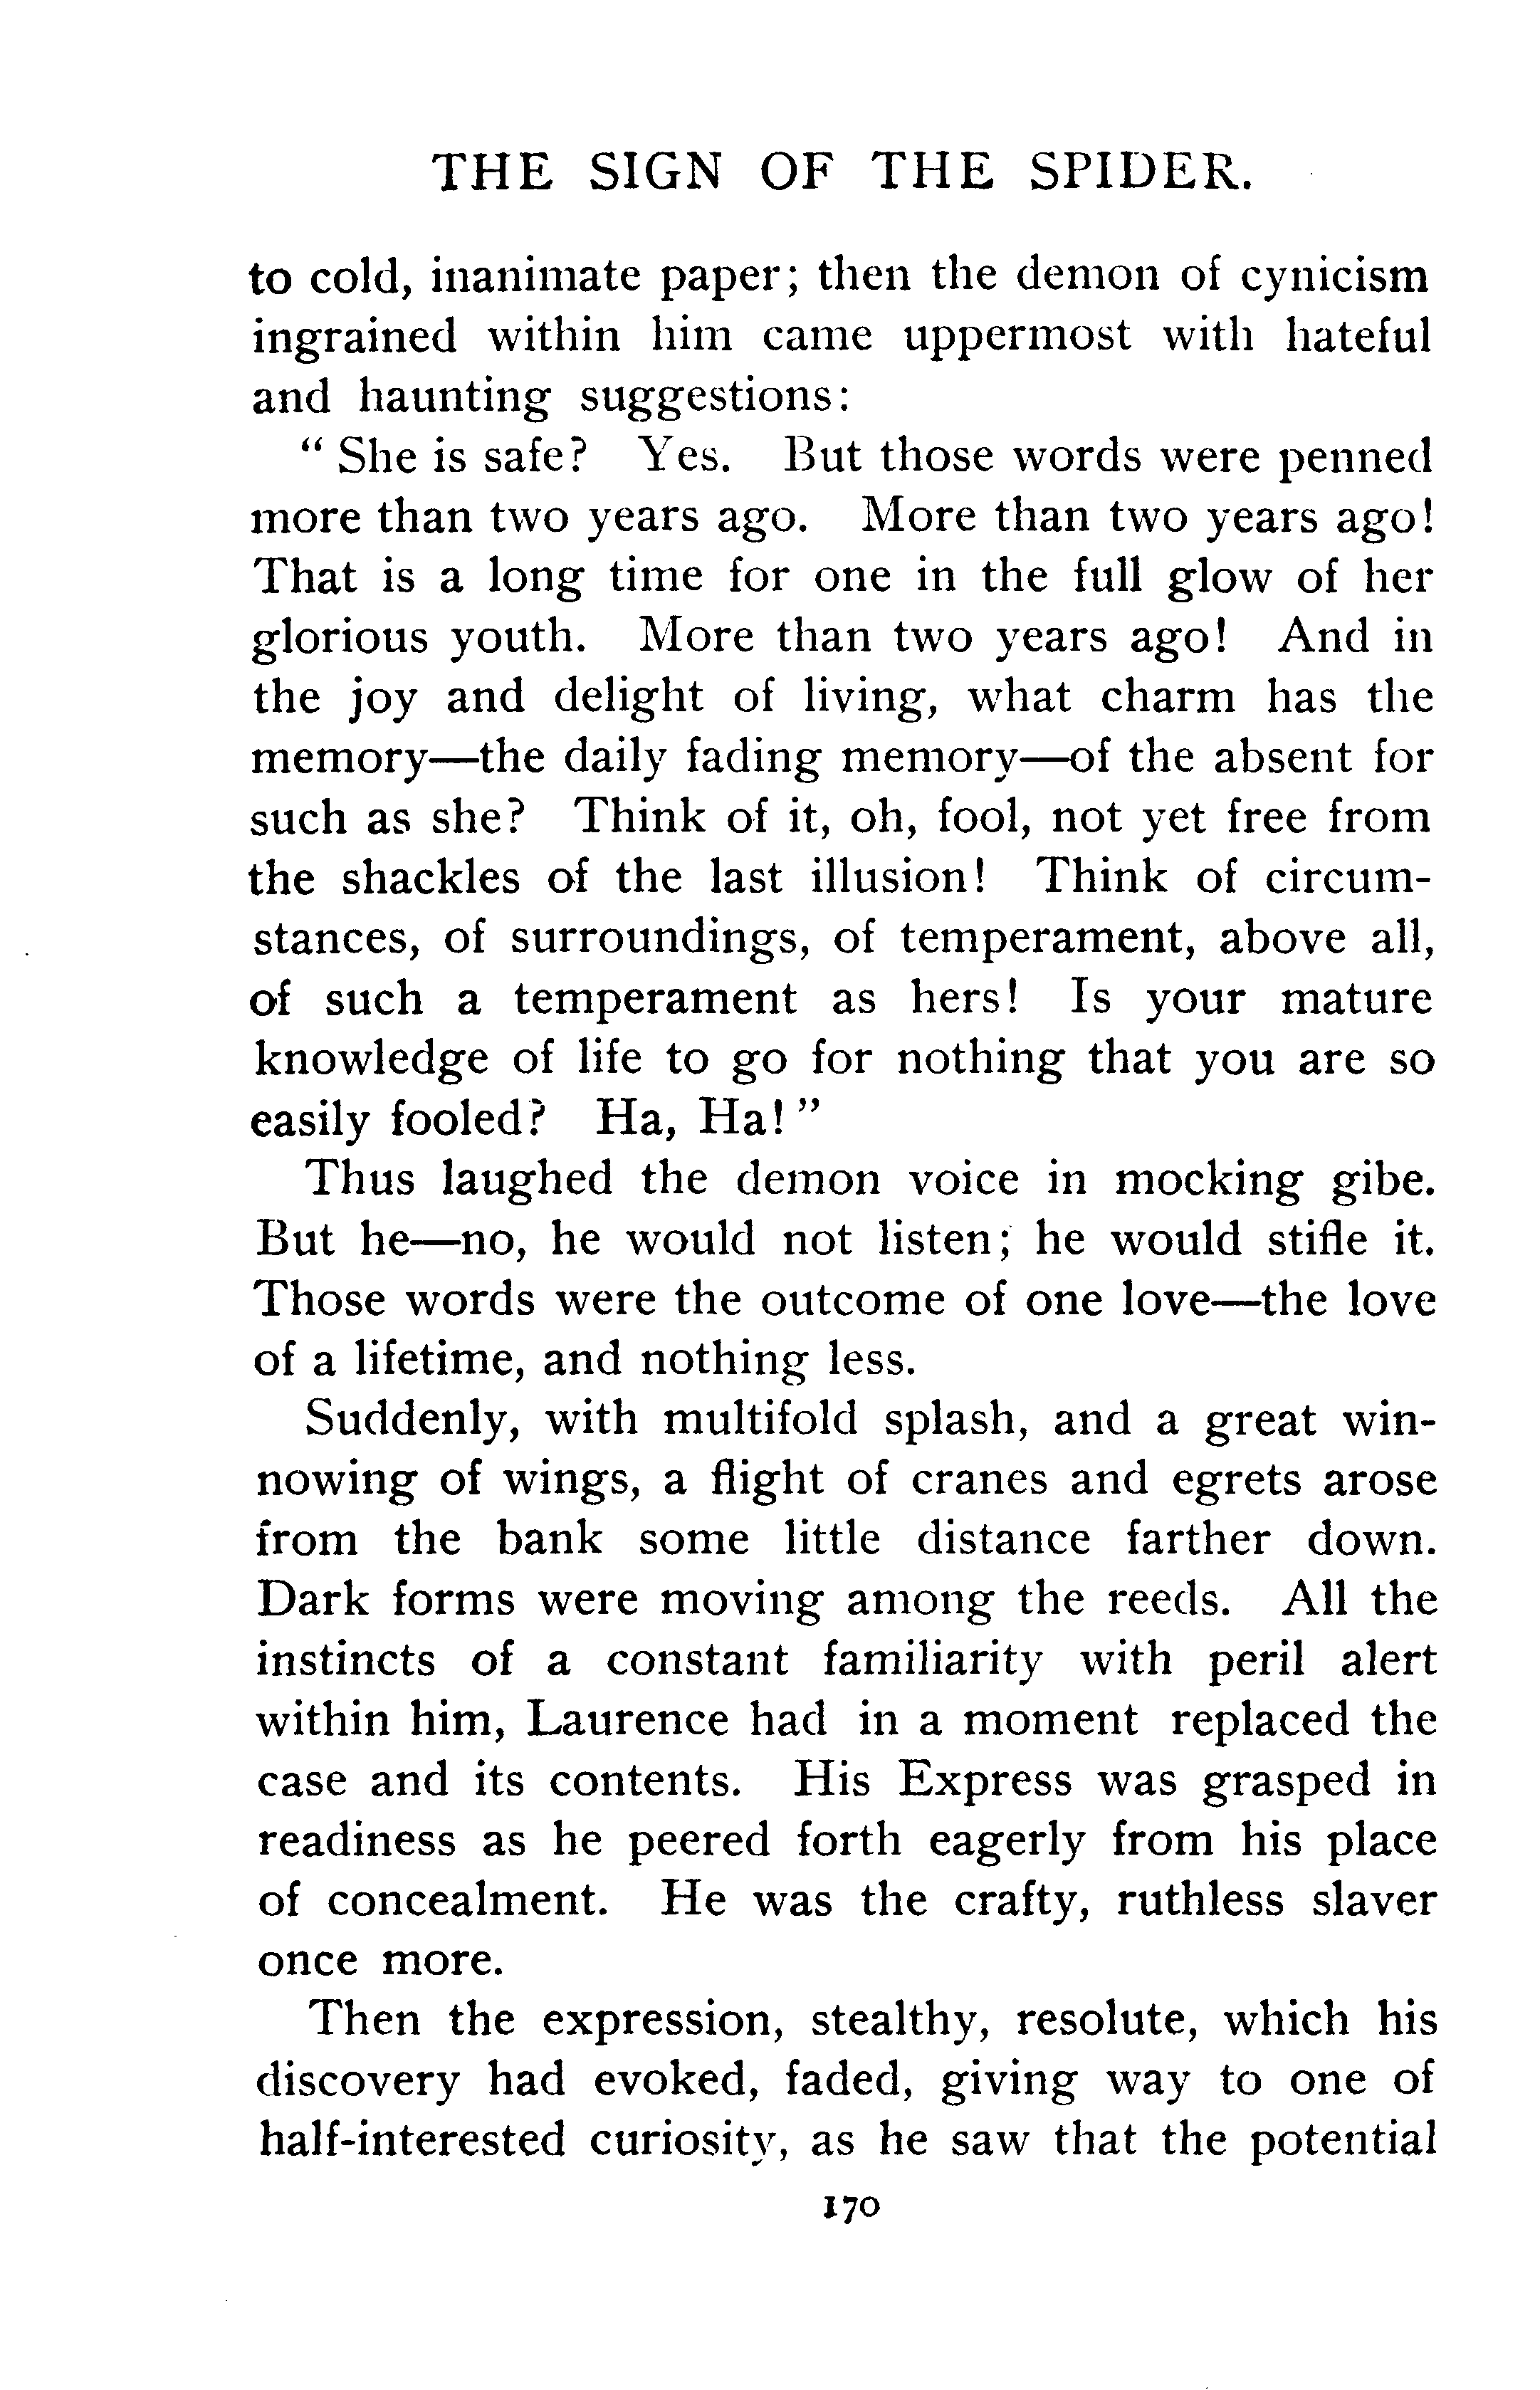 THE SIGN OF THE SPIDER.
to cold, inanimate paper; then the demon of cynicism
ingrained within him came uppermost with hateful
and haunting suggestions:
" She is safe? Yes. But those words were penned
more than two years ago. More than two years ago!
That is a long time for one in the full glow of her
glorious youth. More than two years ago! And in
the joy and delight of living, what charm has the
memory—the daily fading memory—of the absent for
such as she? Think of it, oh, fool, not yet free from
the shackles of the last illusion! Think of circum-
stances, of surroundings, of temperament, above all,
of such a temperament as hers! Is your mature
knowledge of life to go for nothing that you are so
easily fooled? Ha, Ha! "
Thus laughed the demon voice in mocking gibe.
But he—no, he would not listen; he would stifle it.
Those words were the outcome of one love—the love
of a lifetime, and nothing less.
Suddenly, with multifold splash, and a great win-
nowing of wings, a flight of cranes and egrets arose
from the bank some little distance farther down.
Dark forms were moving among the reeds. All the
instincts of a constant familiarity with peril alert
within him, Laurence had in a moment replaced the
case and its contents. His Express was grasped in
readiness as he peered forth eagerly from his place
of concealment. He was the crafty, ruthless slaver
once more.
Then the expression, stealthy, resolute, which his
discovery had evoked, faded, giving way to one of
half-interested curiosity, as he saw that the potential
170